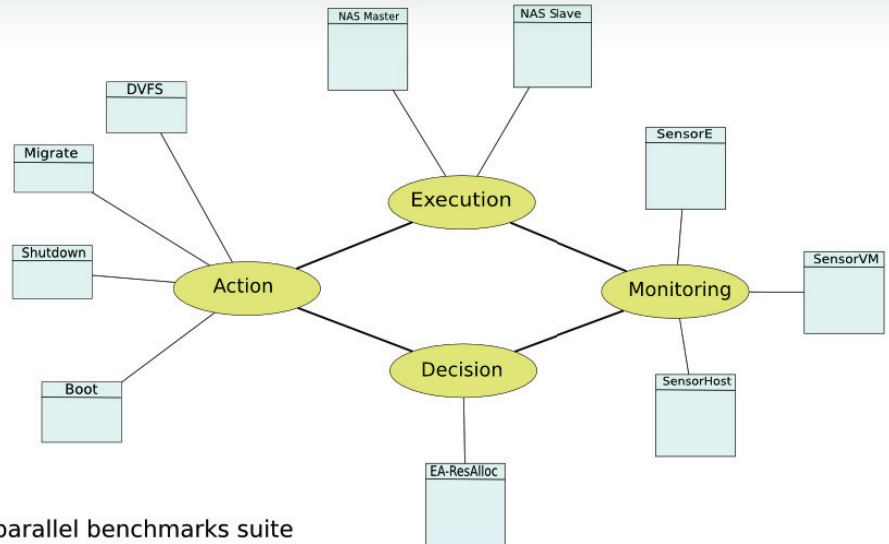 NAS Master
NAS Slave
DVFS
SensorE
Migrate
Execution
Shutdown
SensorVM
Action
Monitoring
Decision
SensorHost
Boot
EA-ResAlloc
parallel benchmarks suite